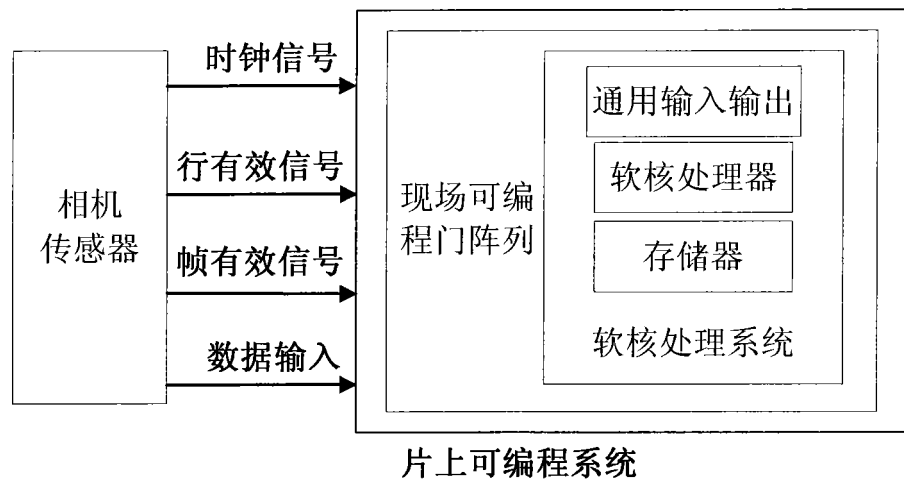 时钟信号
行有效信号
帧有效信号
数据输入
相机
传感器
现场可编
程门阵列
通用输入输出
软核处理器
存储器
软核处理系统
片上可编程系统